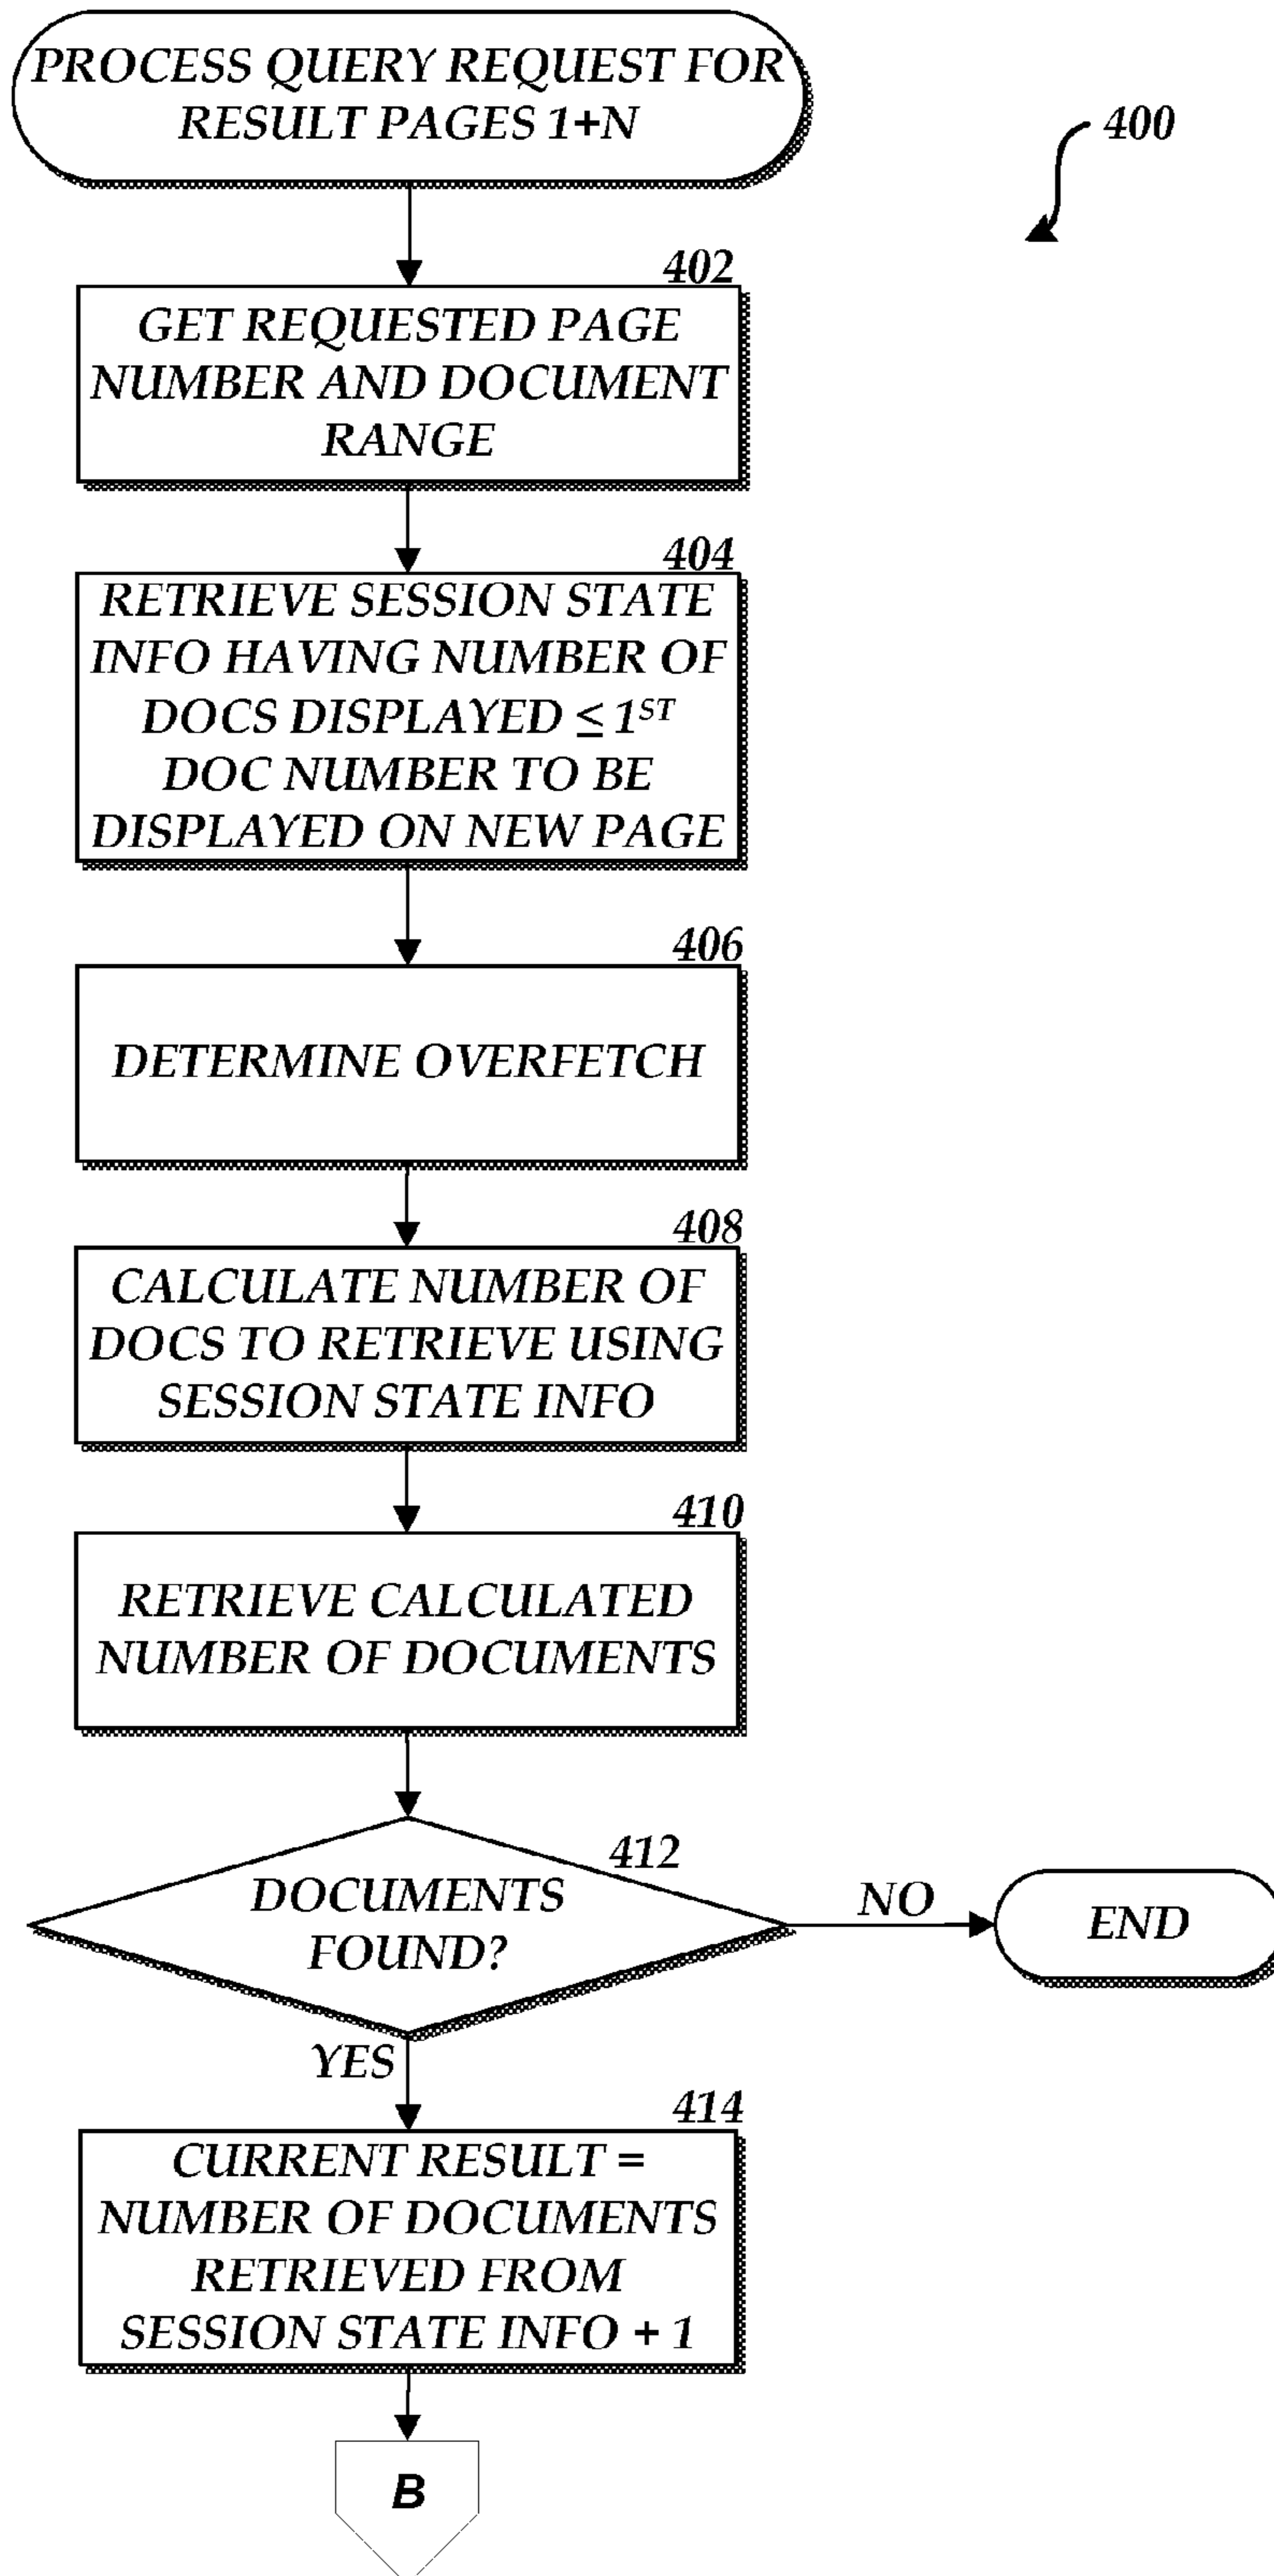 PROCESS QUERY REQUEST FOR
RESULT PAGES 1+N
400
402
GET REQUESTED PAGE
NUMBER AND DOCUMENT
RANGE
404
RETRIEVE SESSION STATE
INFO HAVING NUMBER OF
DOCS DISPLAYED ≤ 1ST
DOC NUMBER TO BE
DISPLAYED ON NEW PAGE
406
DETERMINE OVERFETCH
408
CALCULATE NUMBER OF
DOCS TO RETRIEVE USING
SESSION STATE INFO
410
RETRIEVE CALCULATED
NUMBER OF DOCUMENTS
412
DOCUMENTS
FOUND?
NO
END
YES
414
CURRENT RESULT =
NUMBER OF DOCUMENTS
RETRIEVED FROM
SESSION STATE INFO + 1
B